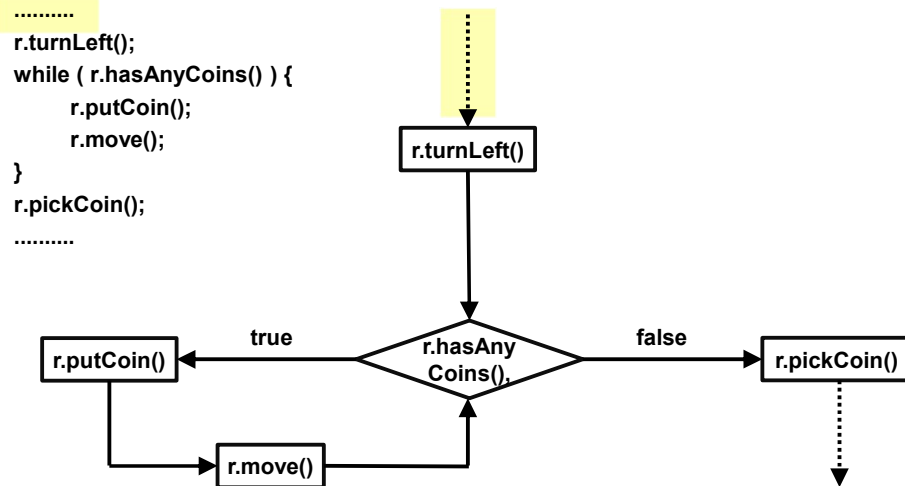 ..........
r.turnLeft();
while ( r.hasAnyCoins() ) {
r.putCoin();
r.move();
}
r.pickCoin();
..........
r.turnLeft()
true
false
r.putCoin()
r.hasAny
Coins(),
r.pickCoin()
r.move()